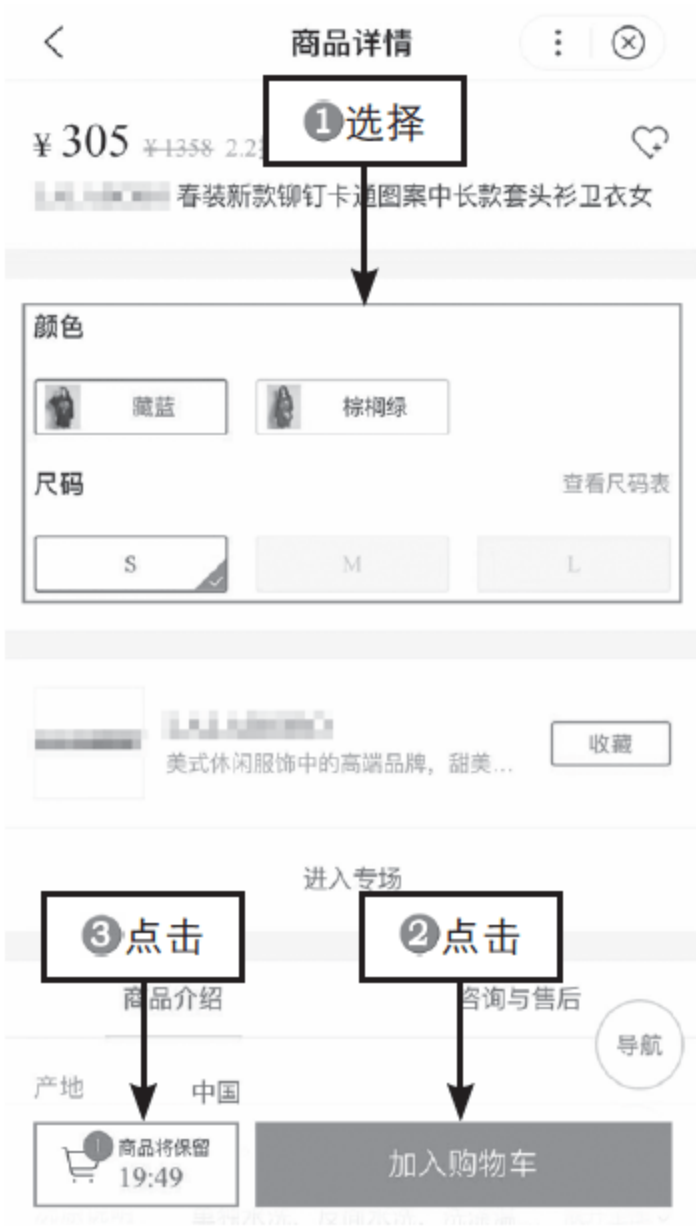 商品详情
❶选择
¥305 ¥1358 2.2
春装新款铆钉卡通图案中长款套头衫卫衣女
颜色
藏蓝 棕榈绿
尺码 查看尺码表
S M L
美式休闲服饰中的高端品牌，甜美...
收藏
进入专场
❸点击 ❷点击
商品介绍 咨询与售后
导航
产地 中国
1 商品将保留
19:49
加入购物车